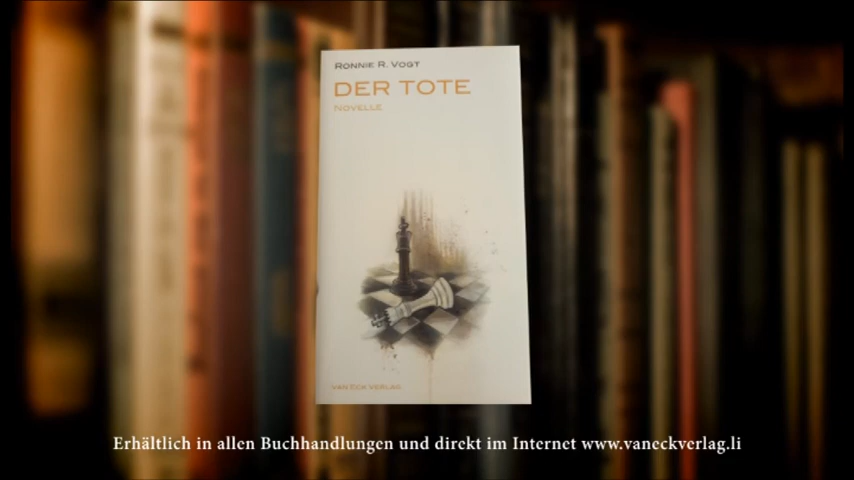 RONNIE R. VOGT
DER TOTE
NOVELLE
VAN ECK VERLAG
Erhältlich in allen Buchhandlungen und direkt im Internet www.vaneckverlag.li